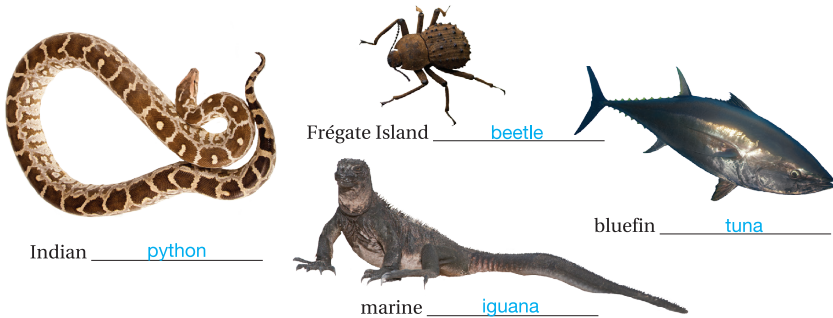 Frégate Island beetle
bluefin tuna
Indian python
marine iguana